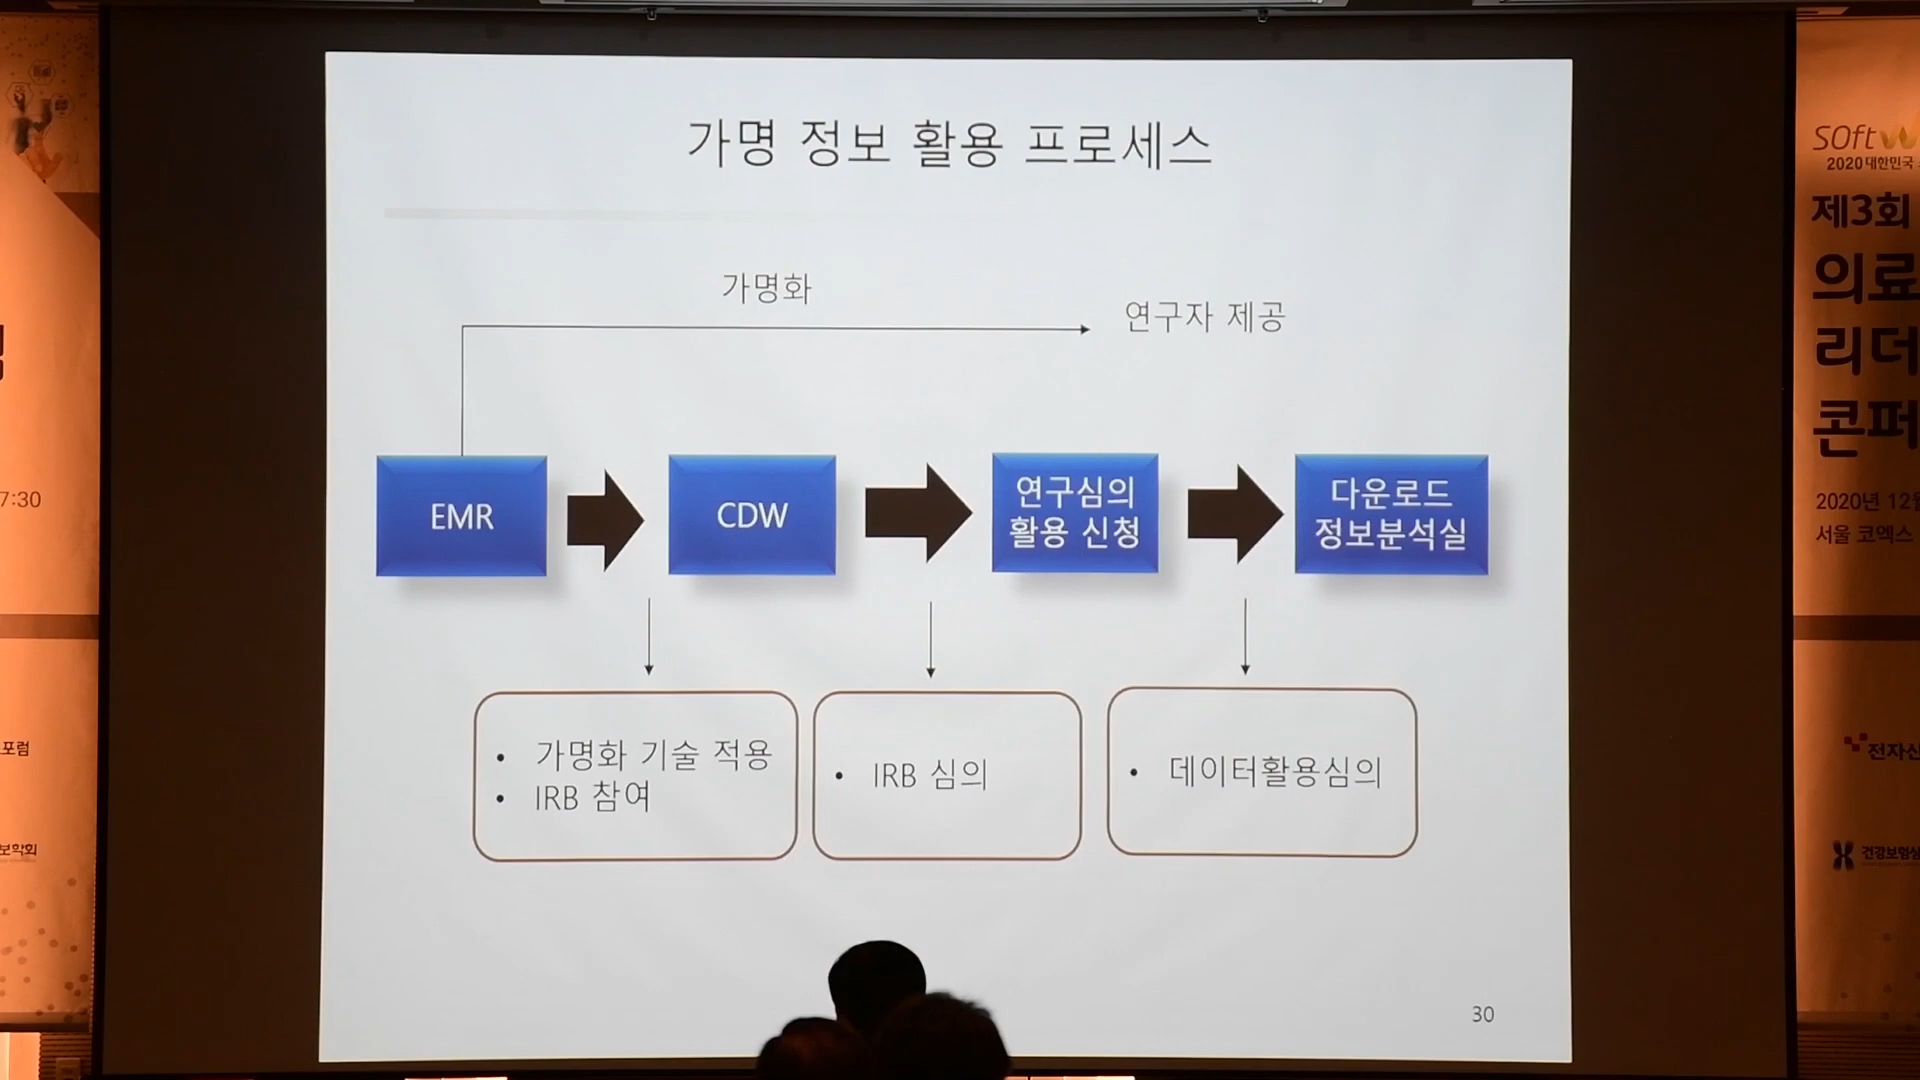 가명 정보 활용 프로세스
가명화
연구자 제공
EMR
CDW
연구심의
활용 신청
다운로드
정보분석실
• 가명화 기술 적용
• IRB 참여
• IRB 심의
• 데이터활용심의
30
7:30
포럼
보학회
SOftW
2020 대한민국
제3회
의료
리더
콘퍼
2020년 12월
서울 코엑스
전자신
건강보험심